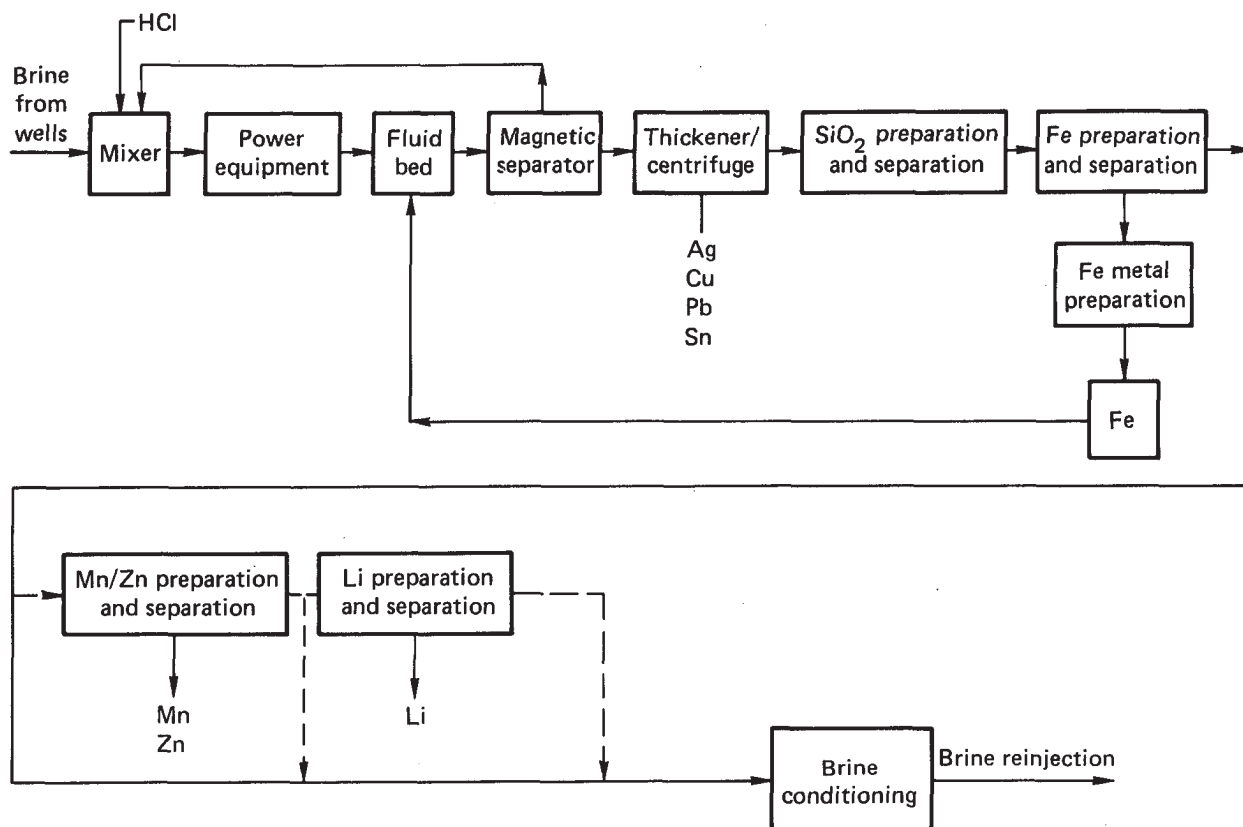 HCl
Brine
from
wells
Mixer
Power
equipment
Fluid
bed
Magnetic
separator
Thickener/
centrifuge
SiO₂ preparation
and separation
Fe preparation
and separation
Ag
Cu
Pb
Sn
Fe metal
preparation
Fe
Mn/Zn preparation
and separation
Li preparation
and separation
Mn
Zn
Li
Brine
conditioning
Brine reinjection